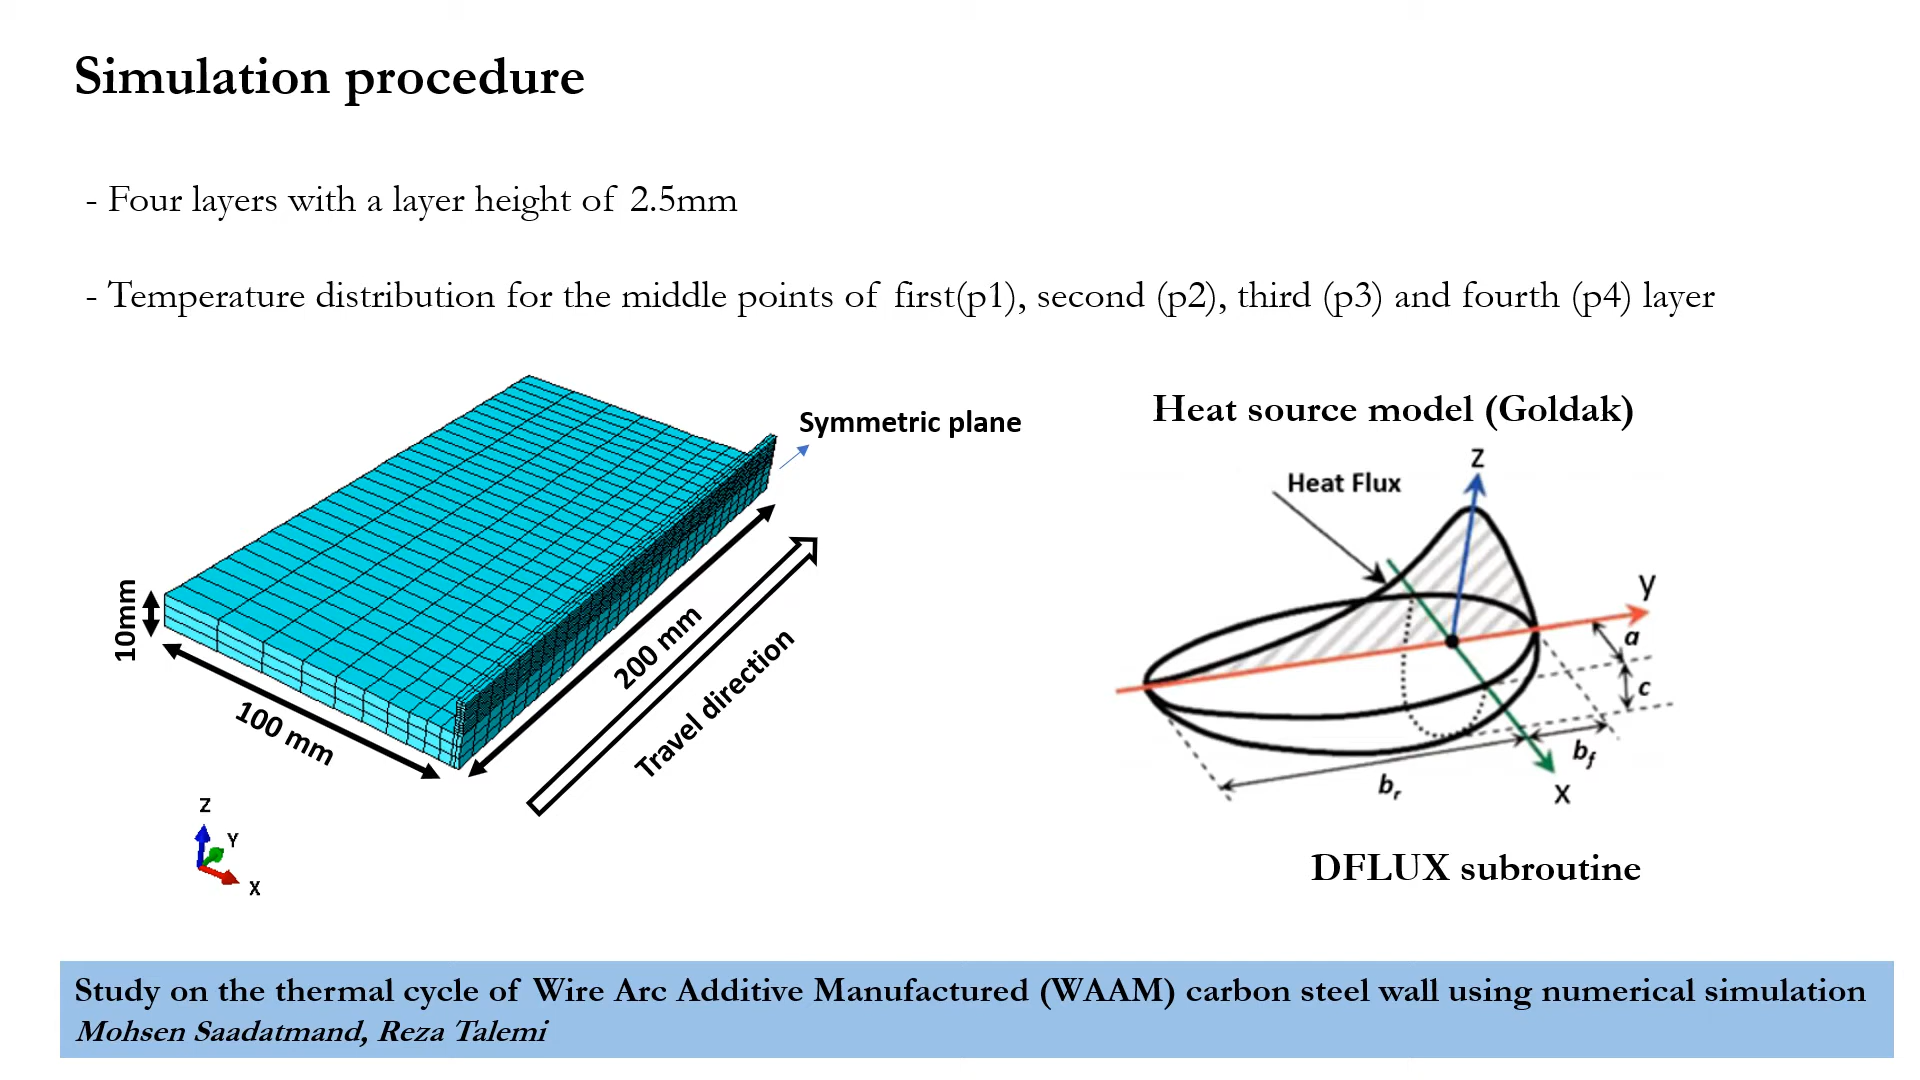 Simulation procedure
- Four layers with a layer height of 2.5mm
- Temperature distribution for the middle points of first(p1), second (p2), third (p3) and fourth (p4) layer
Symmetric plane
10mm
100 mm
200 mm
Travel direction
Z
Y
X
Heat source model (Goldak)
Heat Flux
Z
y
a
c
bf
br
X
DFLUX subroutine
Study on the thermal cycle of Wire Arc Additive Manufactured (WAAM) carbon steel wall using numerical simulation
Mohsen Saadatmand, Reza Talemi